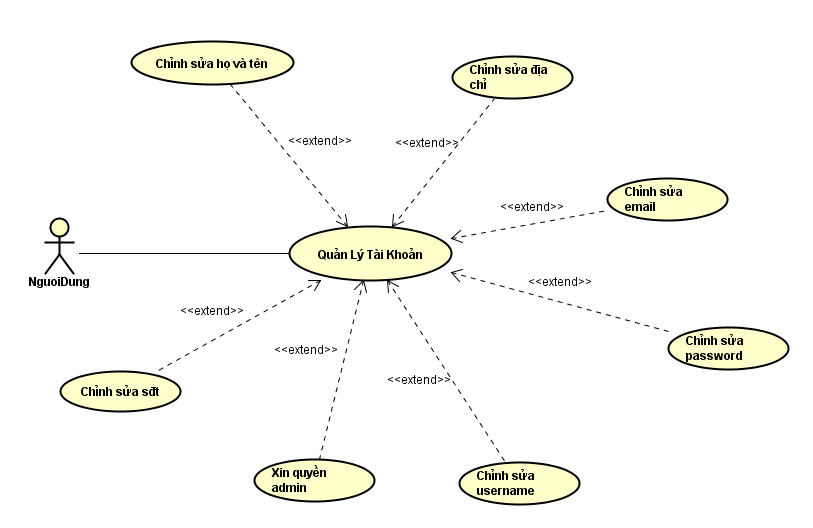 Chỉnh sửa họ và tên
Chỉnh sửa địa
chỉ
<<extend>>
<<extend>>
Chỉnh sửa
email
<<extend>>
Quản Lý Tài Khoản
NguoiDung
<<extend>>
<<extend>>
Chỉnh sửa
password
<<extend>>
<<extend>>
Chỉnh sửa sđt
Xin quyền
admin
Chỉnh sửa
username